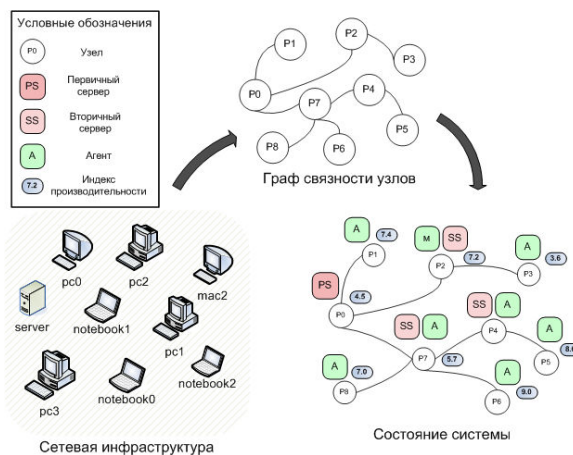 Условные обозначения
P0
Узел
PS
Первичный
сервер
SS
Вторичный
сервер
A
Агент
7.2
Индекс
производительности
P1
P2
P3
P0
P7
P4
P5
P8
P6
Граф связности узлов
pc0
pc2
mac2
server
notebook1
pc1
pc3
notebook0
notebook2
Сетевая инфраструктура
A
7.4
P1
м
SS
7.2
P2
A
3.6
P3
PS
4.5
P0
SS
A
5.7
P7
SS
A
P4
A
8.0
P5
A
7.0
P8
A
9.0
P6
Состояние системы